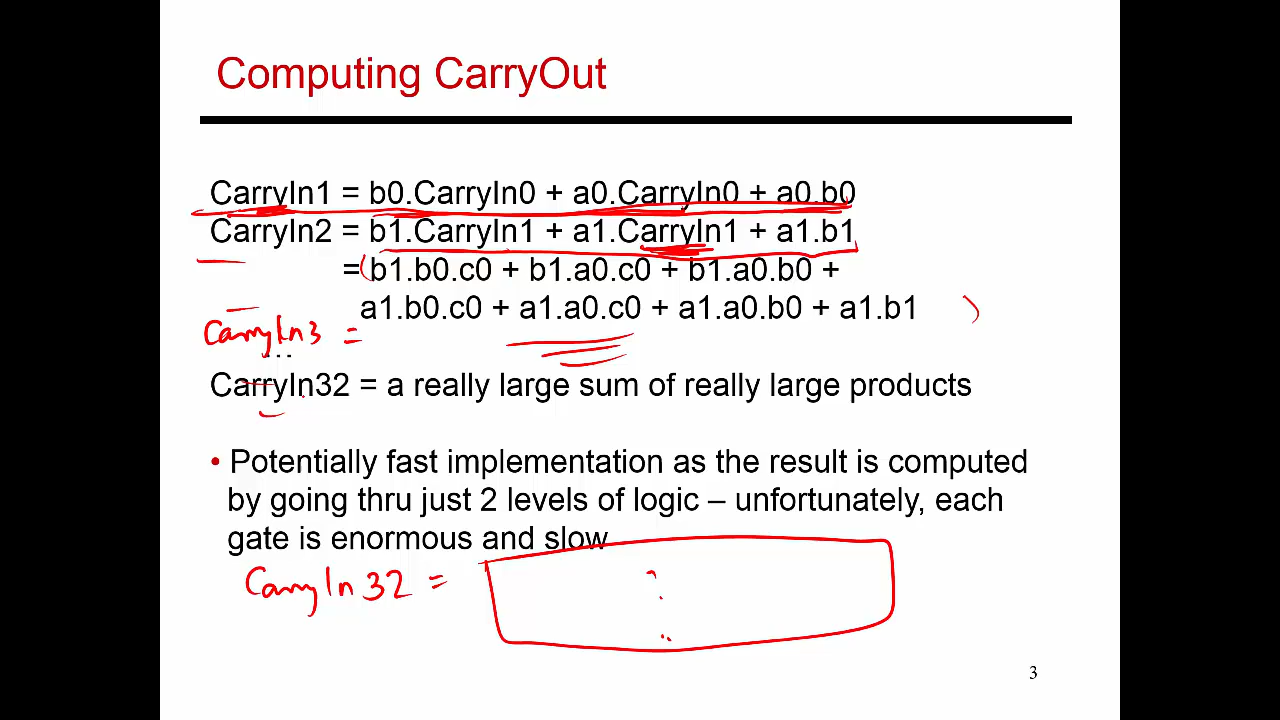 Computing CarryOut
CarryIn1 = b0.CarryIn0 + a0.CarryIn0 + a0.b0
CarryIn2 = b1.CarryIn1 + a1.CarryIn1 + a1.b1
=(b1.b0.c0 + b1.a0.c0 + b1.a0.b0 +
a1.b0.c0 + a1.a0.c0 + a1.a0.b0 + a1.b1 )
CarryIn3 =
...
CarryIn32 = a really large sum of really large products
• Potentially fast implementation as the result is computed
by going thru just 2 levels of logic – unfortunately, each
gate is enormous and slow
CarryIn 32 =
3